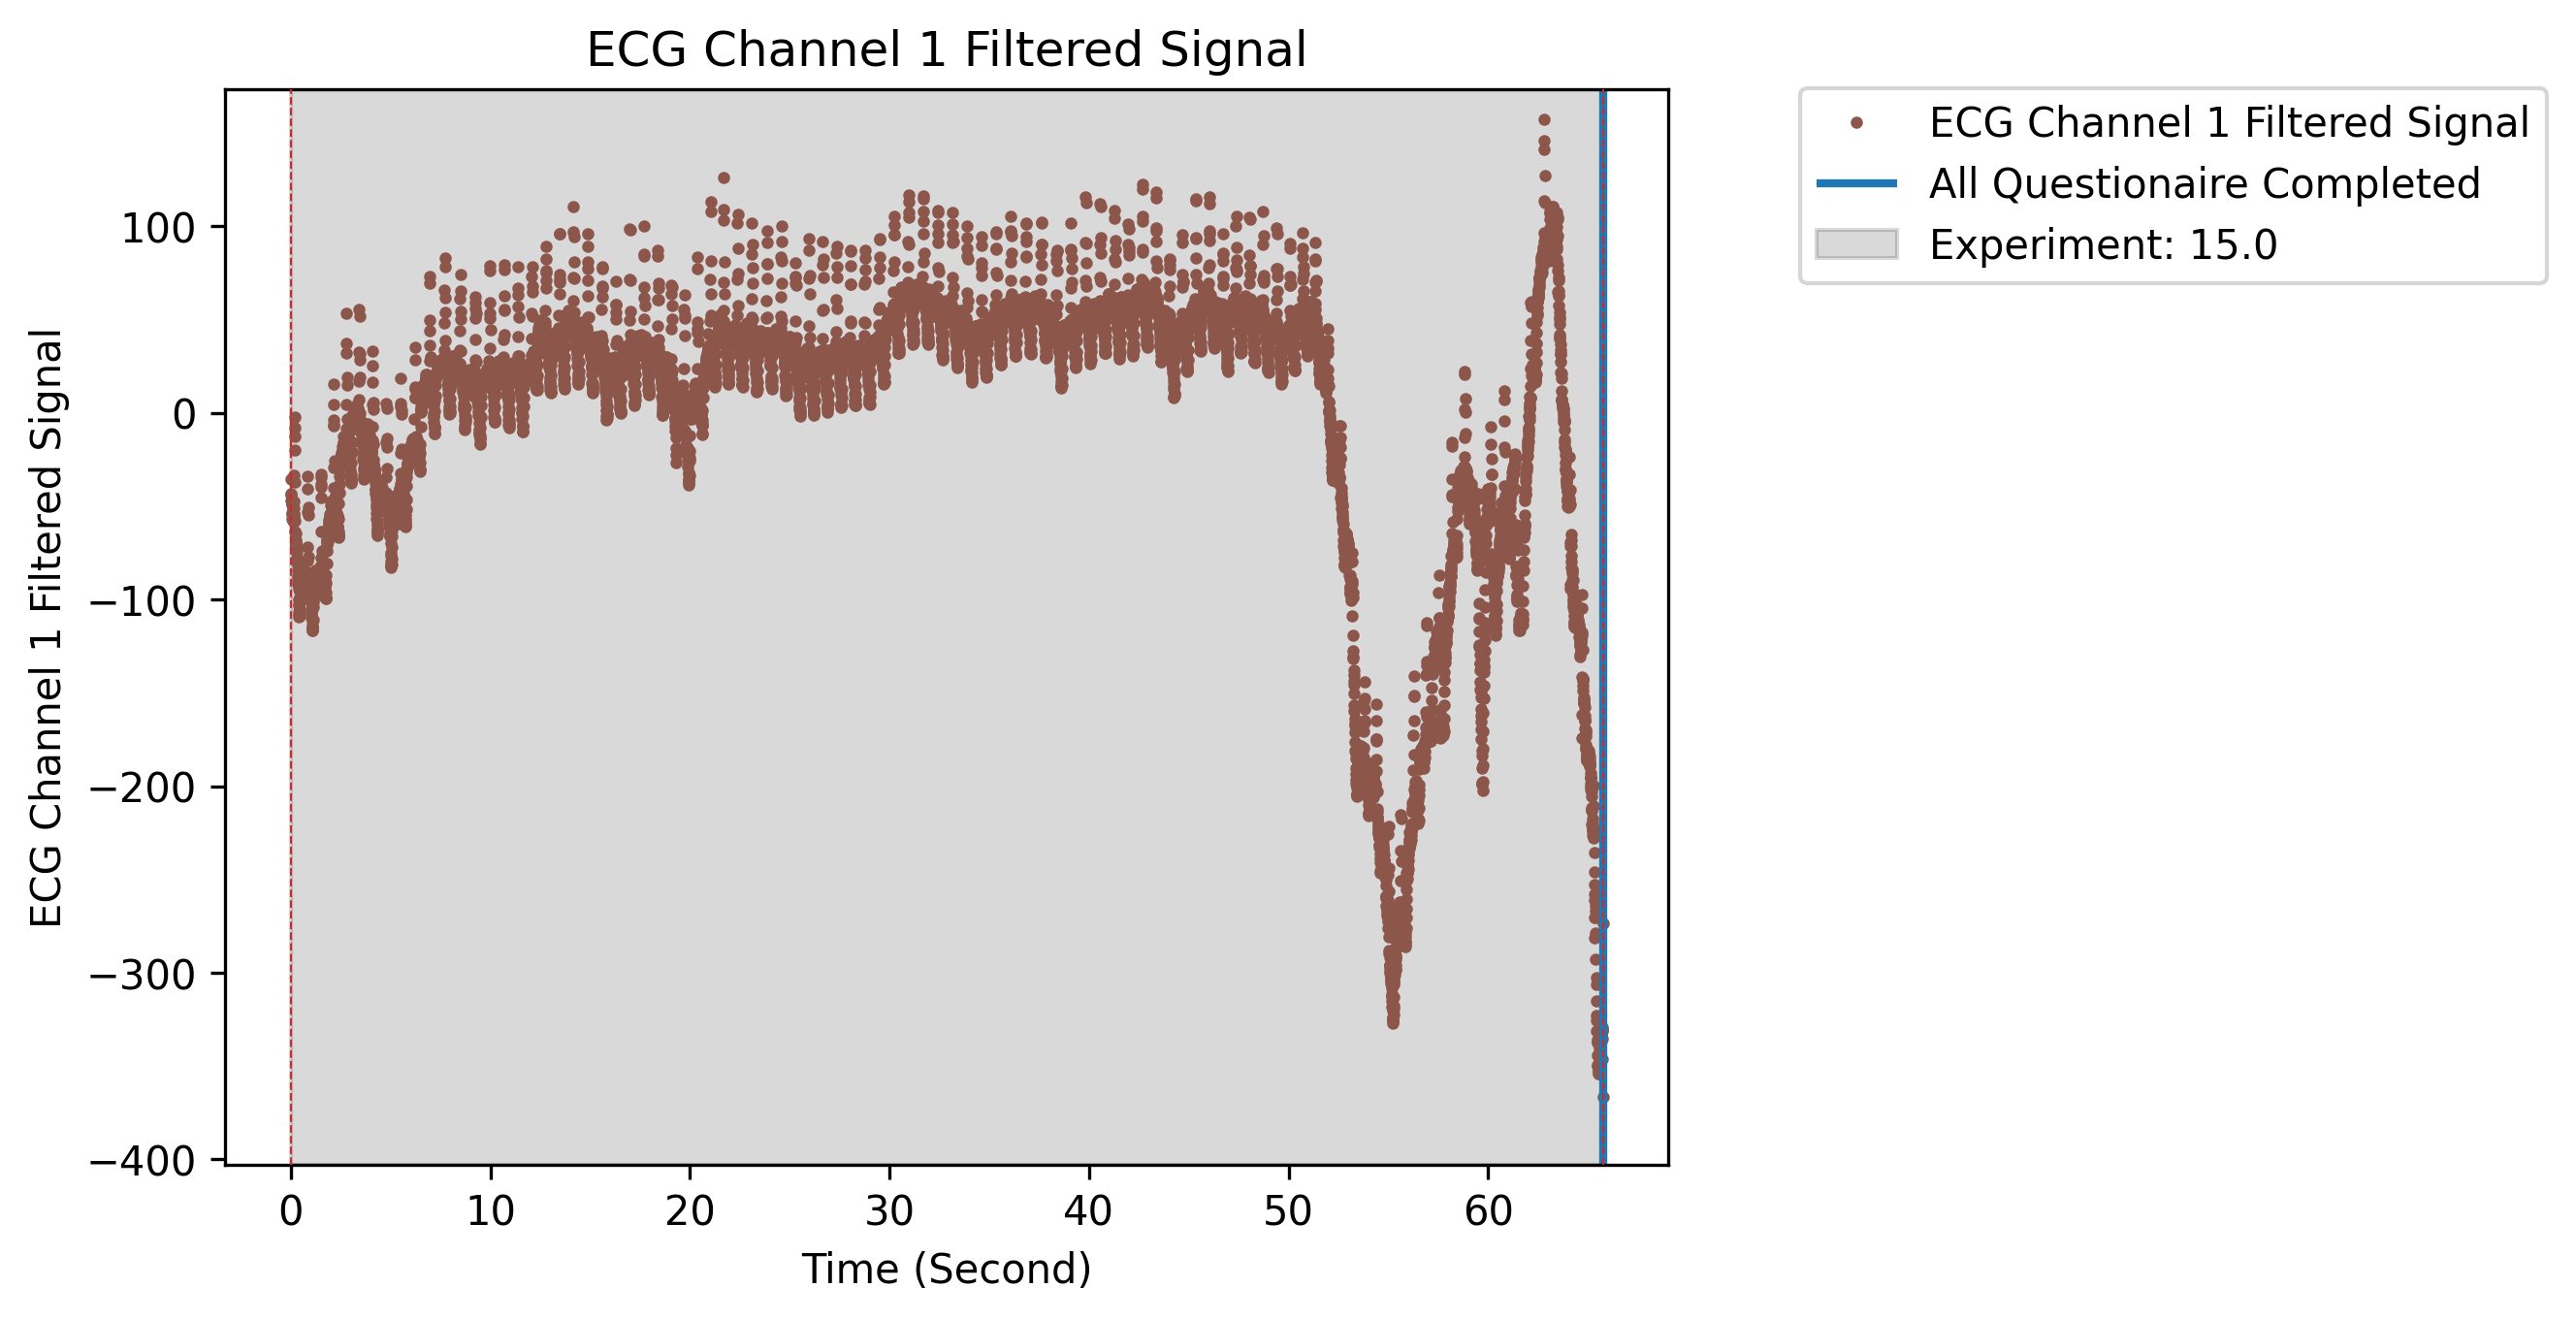 ECG Channel 1 Filtered Signal
ECG Channel 1 Filtered Signal
All Questionaire Completed
Experiment: 15.0
ECG Channel 1 Filtered Signal
100
0
−100
−200
−300
−400
0 10 20 30 40 50 60
Time (Second)